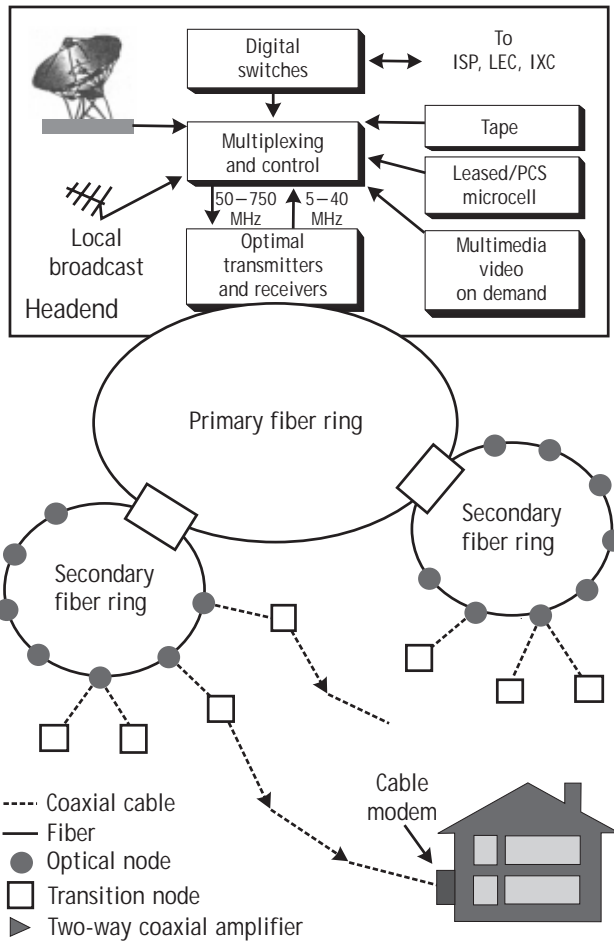 Digital
switches
To
ISP, LEC, IXC
Multiplexing
and control
Tape
Leased/PCS
microcell
50–750
MHz
5–40
MHz
Local
broadcast
Optimal
transmitters
and receivers
Multimedia
video
on demand
Headend
Primary fiber ring
Secondary
fiber ring
Secondary
fiber ring
Cable
modem
Coaxial cable
Fiber
Optical node
Transition node
Two-way coaxial amplifier